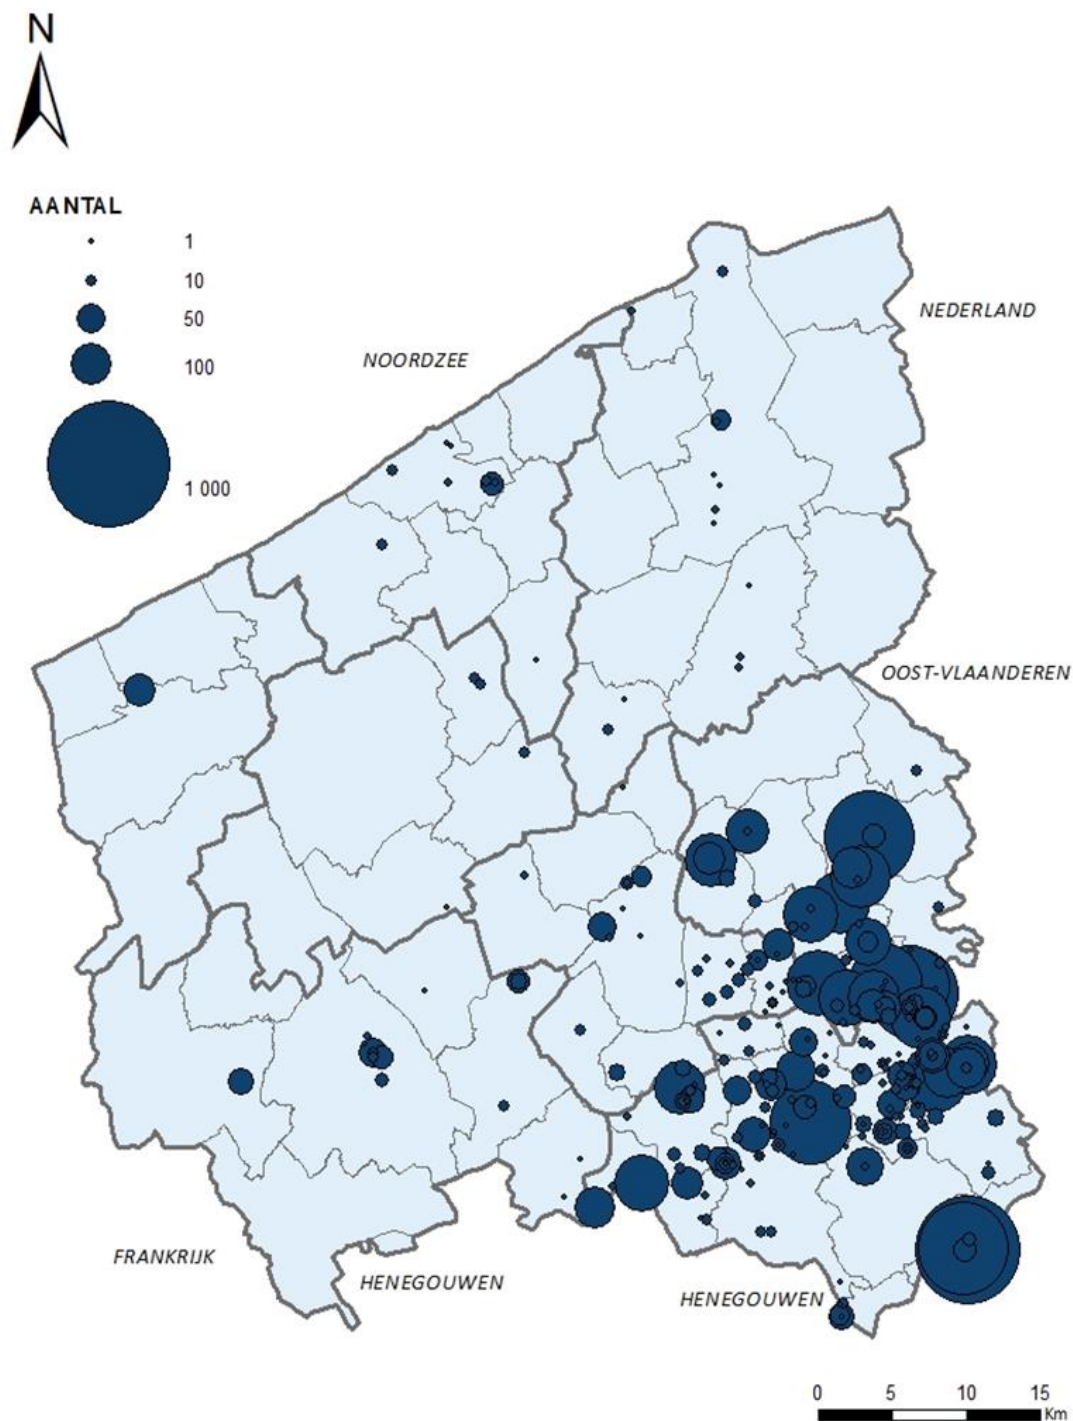 N
AANTAL
1
10
50
100
1 000
NEDERLAND
NOORDZEE
OOST-VLAANDEREN
FRANKRIJK
HENEGOUWEN
HENEGOUWEN
0 5 10 15
Km